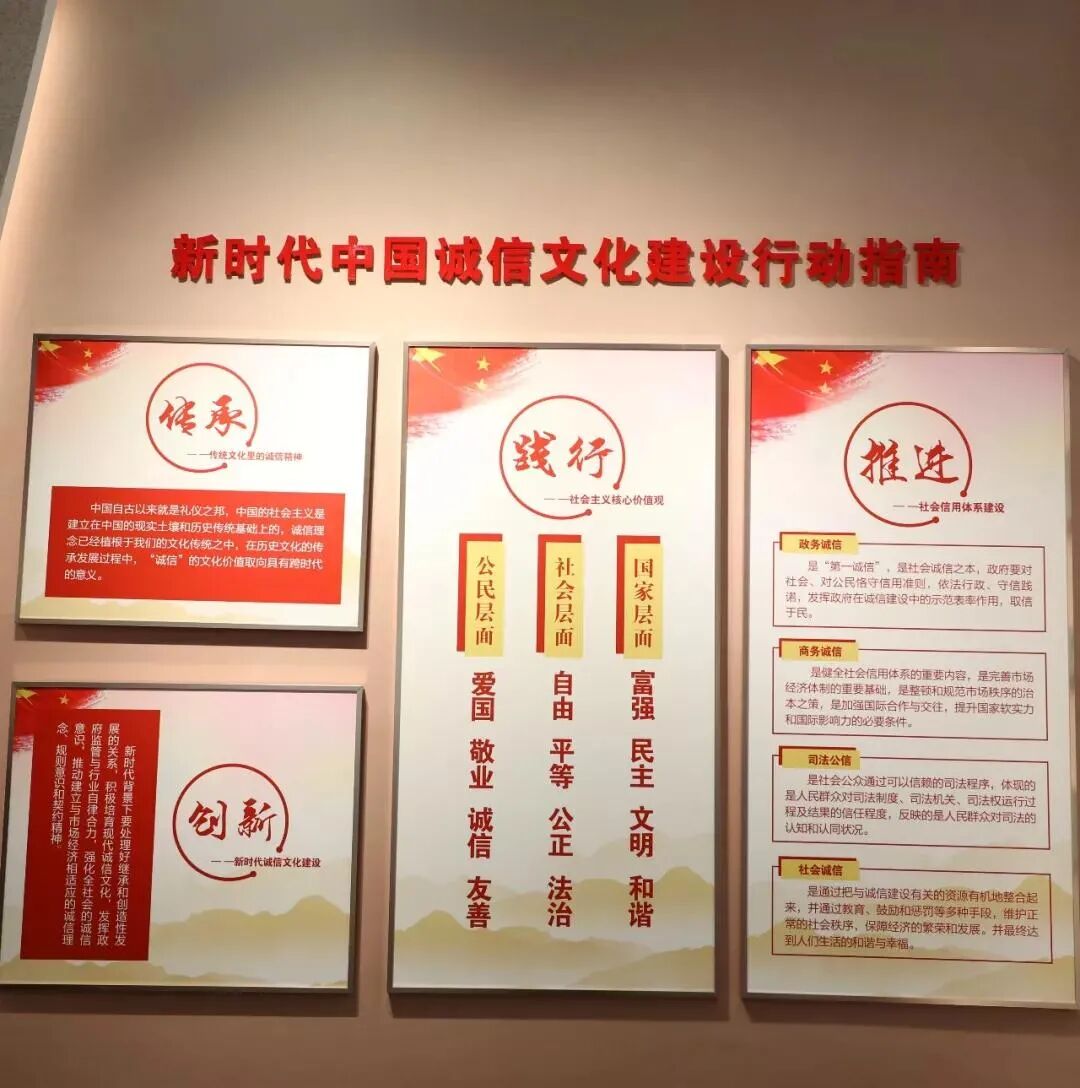 新时代中国诚信文化建设行动指南
传承
——传统文化里的诚信精神
中国自古以来就是礼仪之邦，中国的社会主义是
建立在中国的现实土壤和历史传统基础上的，诚信理
念已经植根于我们的文化传统之中，在历史文化的传
承发展过程中，“诚信”的文化价值取向具有跨时代
的意义。
创新
——新时代诚信文化建设
新时代背景下要处理好继承和创造性发
展的关系，积极培育现代诚信文化，发挥政
府监管与行业自律合力，强化全社会的诚信
意识，推动建立与市场经济相适应的诚信理
念、规则意识和契约精神。
践行
——社会主义核心价值观
国家层面
富强 民主 文明 和谐
社会层面
自由 平等 公正 法治
公民层面
爱国 敬业 诚信 友善
推进
——社会信用体系建设
政务诚信
是“第一诚信”，是社会诚信之本，政府要对
社会、对公民恪守信用准则，依法行政、守信践
诺，发挥政府在诚信建设中的示范表率作用，取信
于民。
商务诚信
是健全社会信用体系的重要内容，是完善市场
经济体制的重要基础，是整顿和规范市场秩序的治
本之策，是加强国际合作与交往，提升国家软实力
和国际影响力的必要条件。
司法公信
是社会公众通过可以信赖的司法程序，体现的
是人民群众对司法制度、司法机关、司法权运行过
程及结果的信任程度，反映的是人民群众对司法的
认知和认同状况。
社会诚信
是通过把与诚信建设有关的资源有机地整合起
来，并通过教育、鼓励和惩罚等多种手段，维护正
常的社会秩序，保障经济的繁荣和发展。并最终达
到人们生活的和谐与幸福。